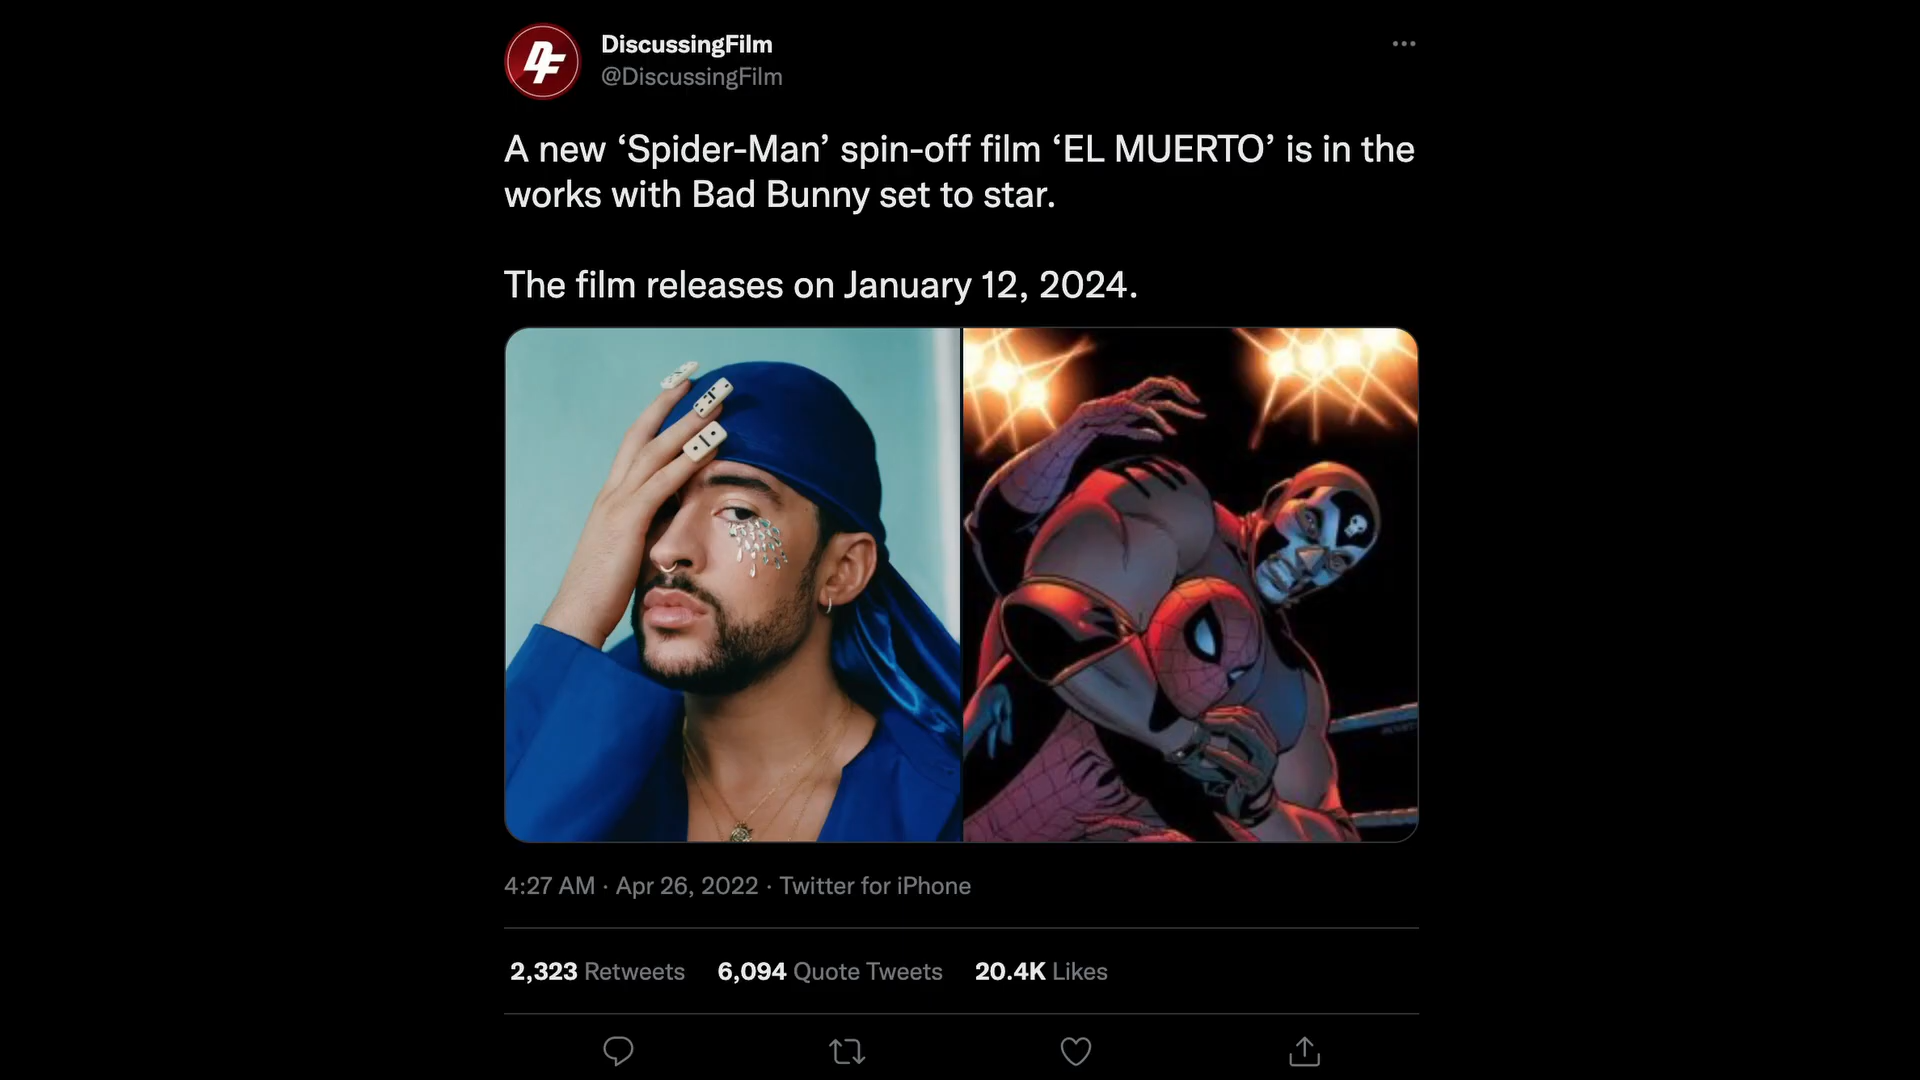 DF
DiscussingFilm
@DiscussingFilm
A new ‘Spider-Man’ spin-off film ‘EL MUERTO’ is in the
works with Bad Bunny set to star.
The film releases on January 12, 2024.
4:27 AM · Apr 26, 2022 · Twitter for iPhone
2,323 Retweets 6,094 Quote Tweets 20.4K Likes